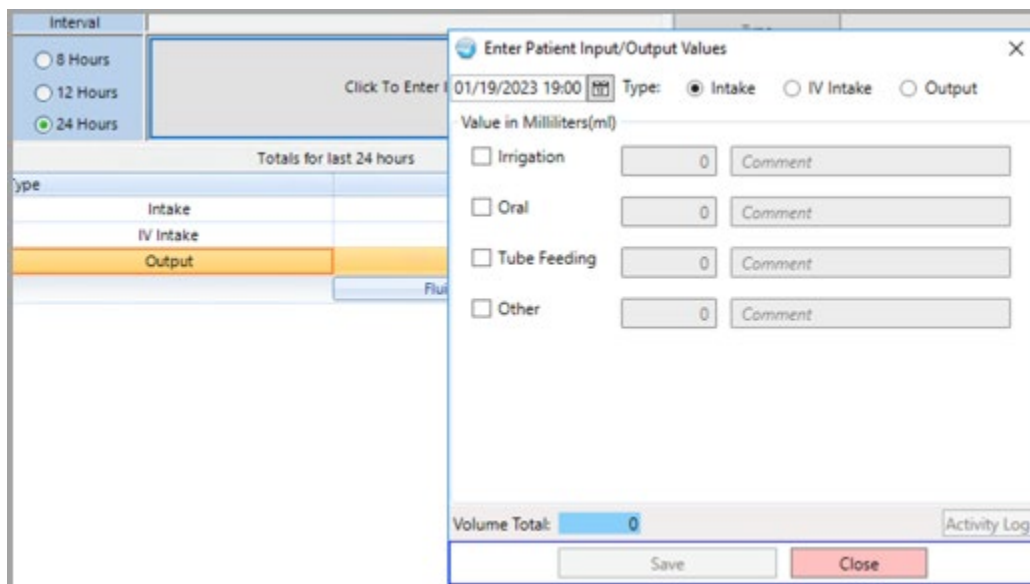 Interval
8 Hours
12 Hours
24 Hours
Click To Enter
Totals for last 24 hours
Type
Intake
IV Intake
Output
Enter Patient Input/Output Values
01/19/2023 19:00 Type: Intake IV Intake Output
Value in Milliliters(ml)
Irrigation 0 Comment
Oral 0 Comment
Tube Feeding 0 Comment
Other 0 Comment
Volume Total: 0 Activity Log
Save Close